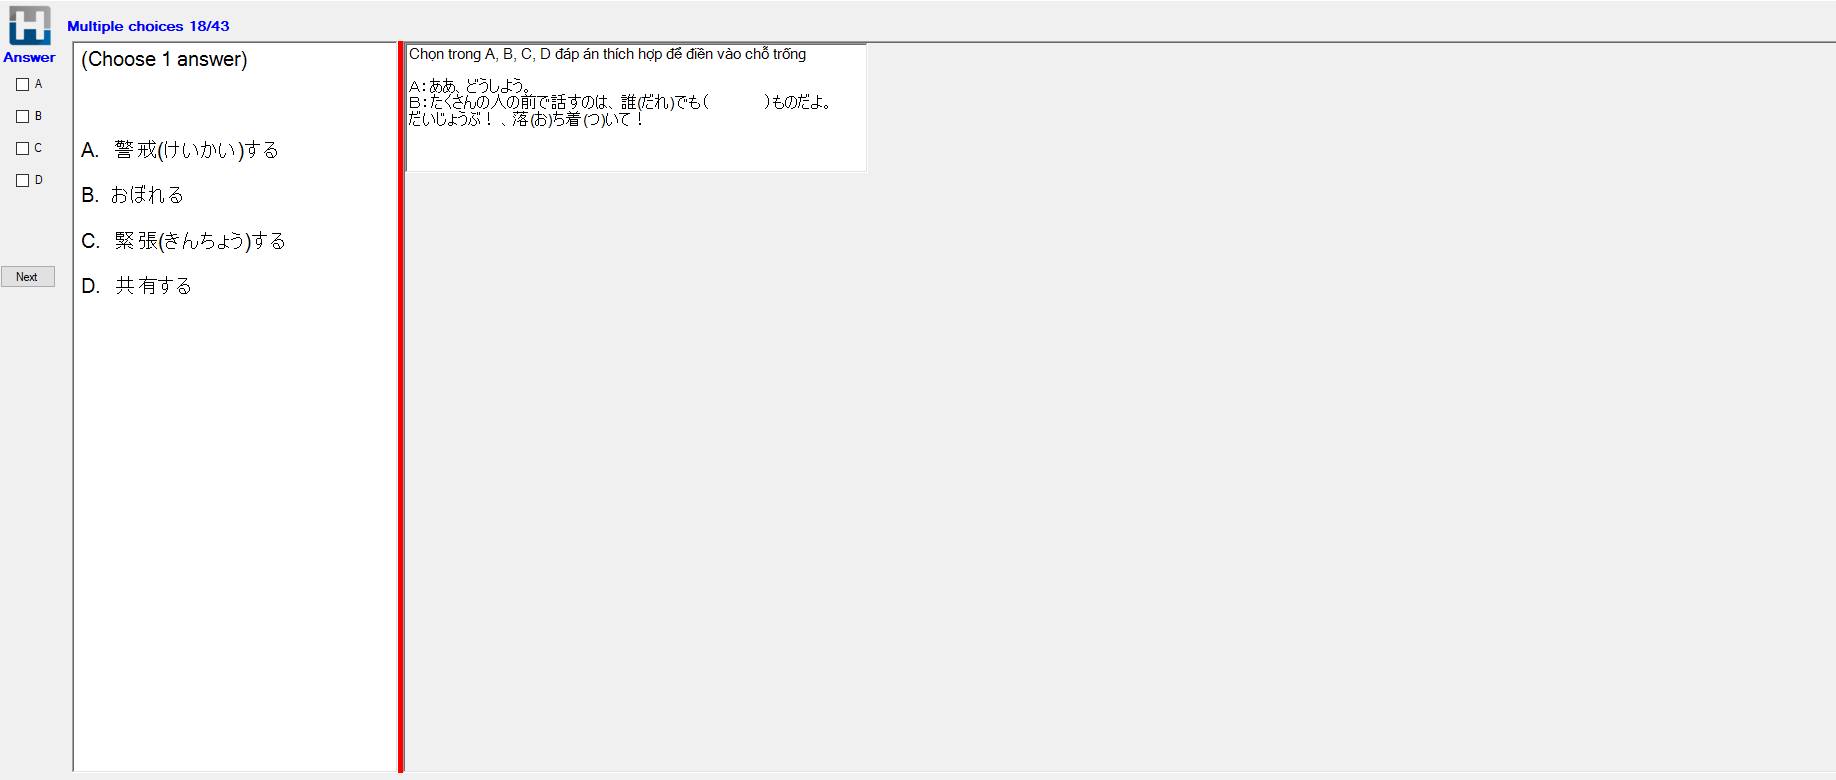 Multiple choices 18/43
Answer
A
B
C
D
Next
(Choose 1 answer)
A. 警戒(けいかい)する
B. おぼれる
C. 緊張(きんちょう)する
D. 共有する
Chọn trong A, B, C, D đáp án thích hợp để điền vào chỗ trống
A:ああ、どうしよう。
B:たくさんの人の前で話すのは、誰(だれ)でも(　　　)ものだよ。
だいじょうぶ！、落(お)ち着(つ)いて！